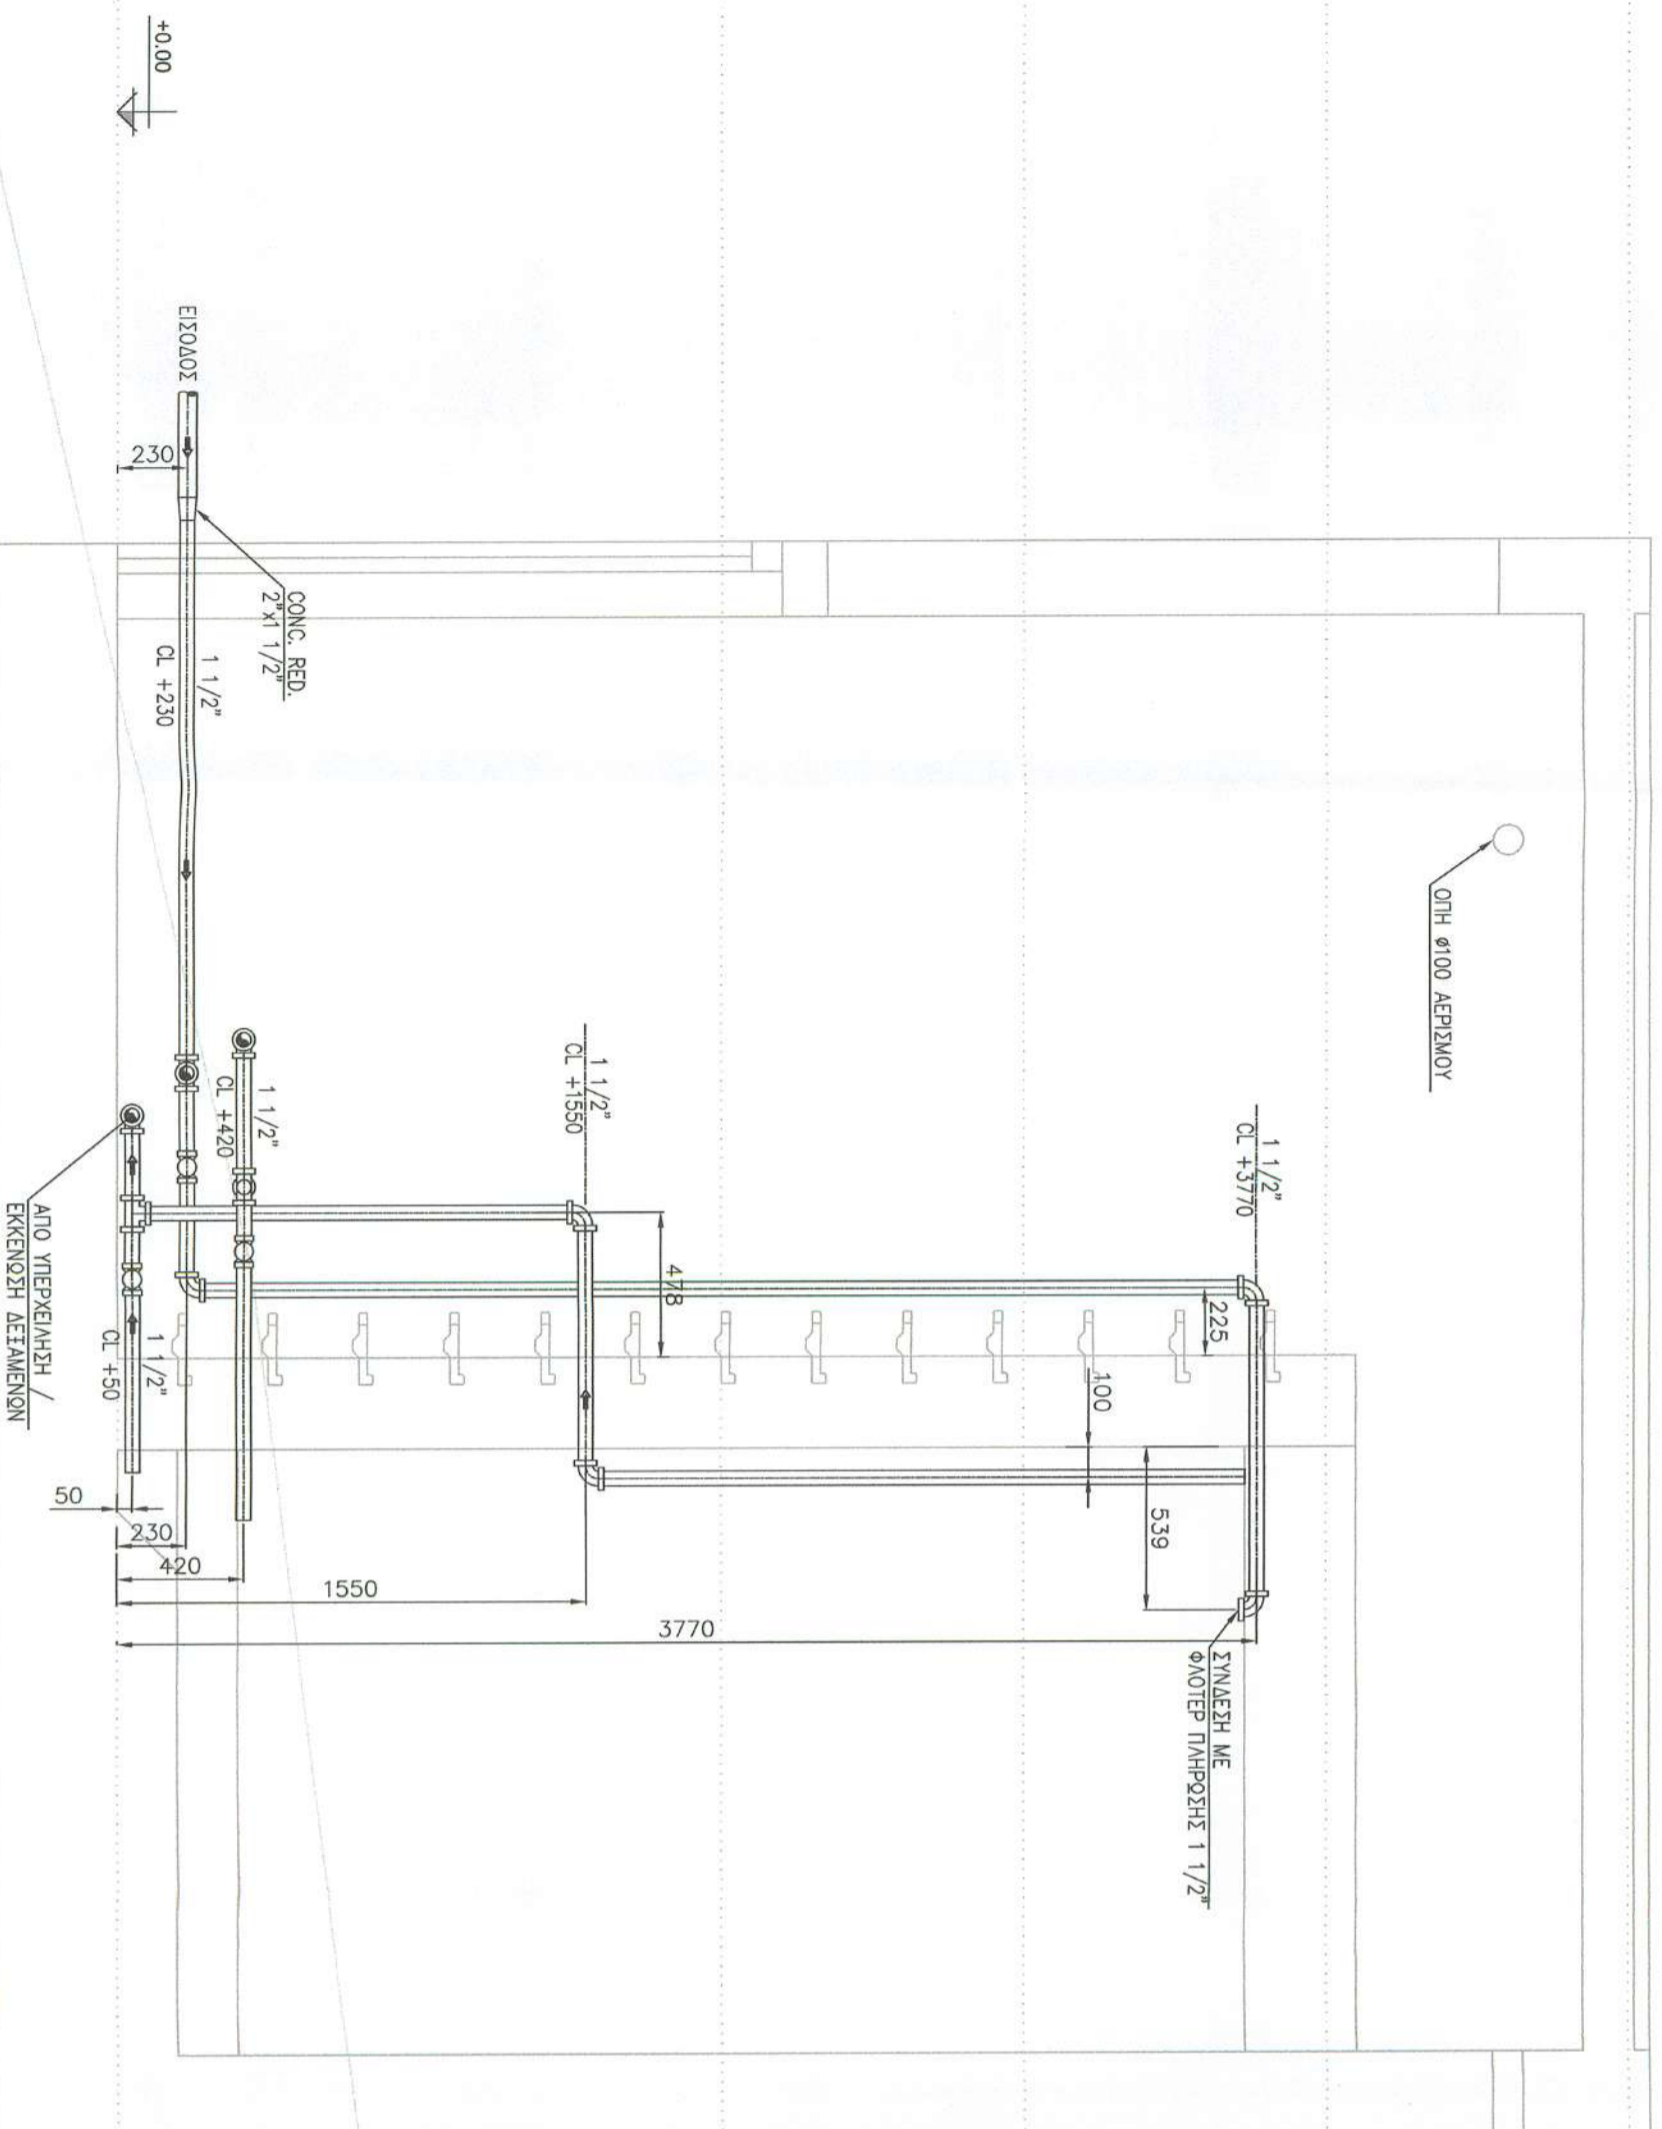 +0.00
ΕΙΣΟΔΟΣ
230
CONC. RED.
2"x1 1/2"
1 1/2"
CL +230
ΟΠΗ Ø100 ΑΕΡΙΣΜΟΥ
1 1/2"
CL +3770
1 1/2"
CL +1550
1 1/2"
CL +420
478
225
100
539
ΣΥΝΔΕΣΗ ΜΕ
ΦΛΟΤΕΡ ΠΛΗΡΩΣΗΣ 1 1/2"
1 1/2"
CL +50
ΑΠΟ ΥΠΕΡΧΕΙΛΗΣΗ /
ΕΚΚΕΝΩΣΗ ΔΕΞΑΜΕΝΩΝ
50
230
420
1550
3770